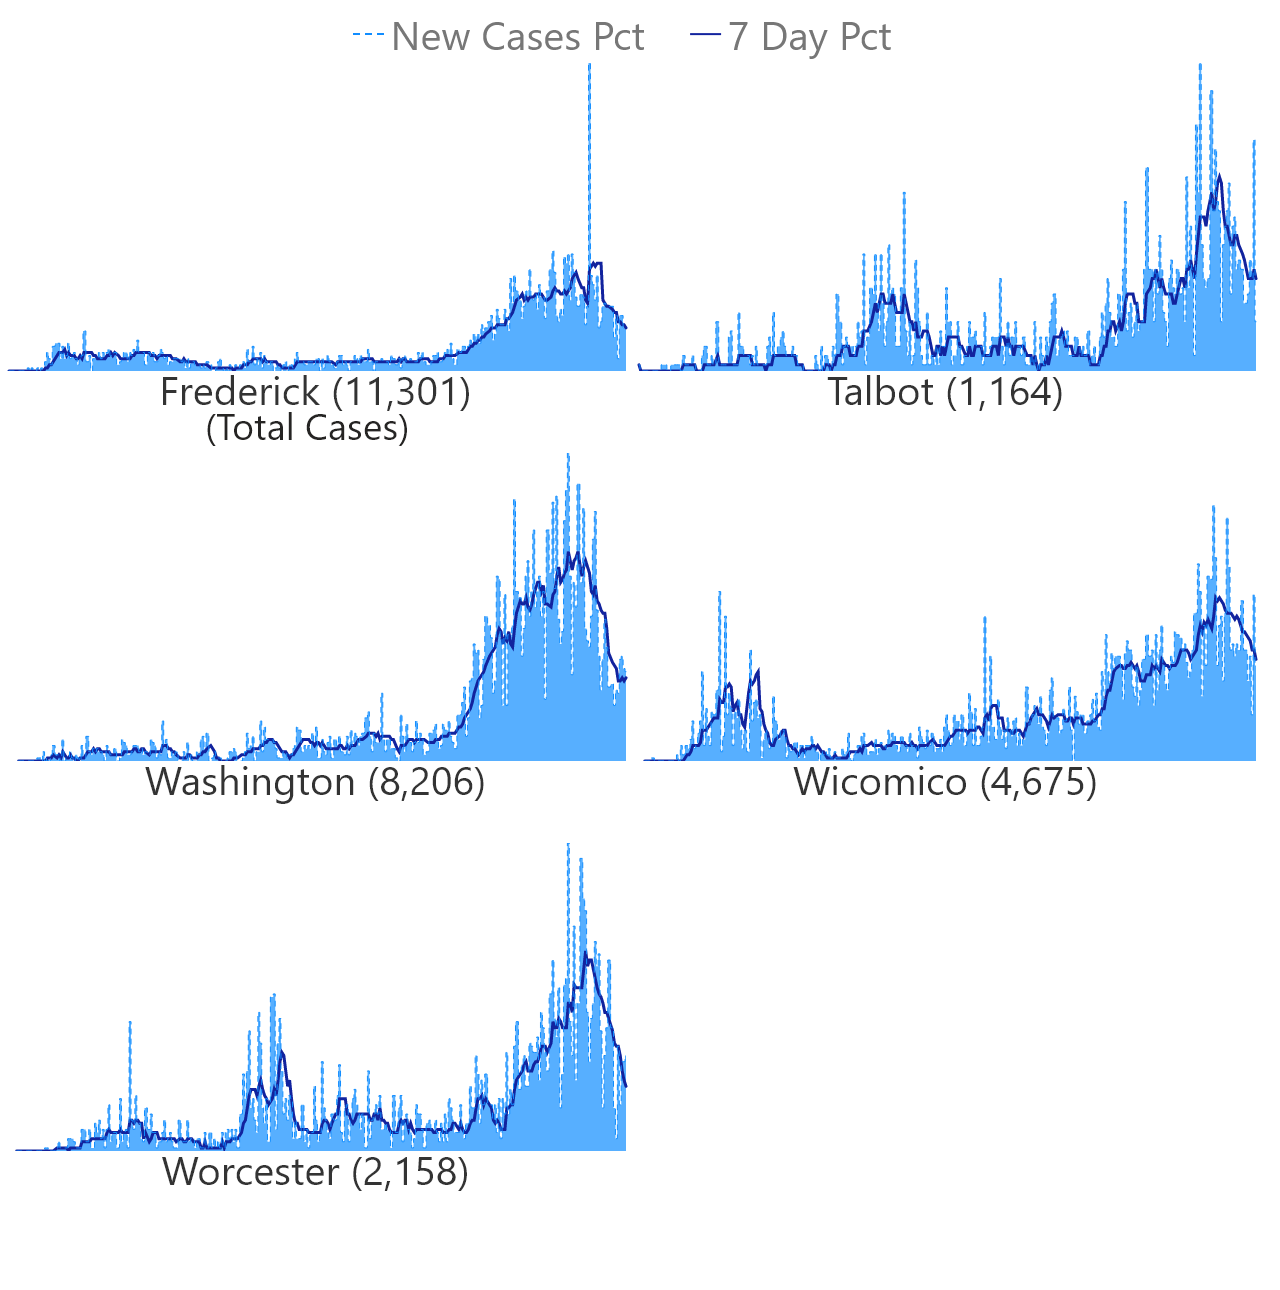 New Cases Pct 7 Day Pct
Frederick (11,301) Talbot (1,164)
(Total Cases)
Washington (8,206) Wicomico (4,675)
Worcester (2,158)